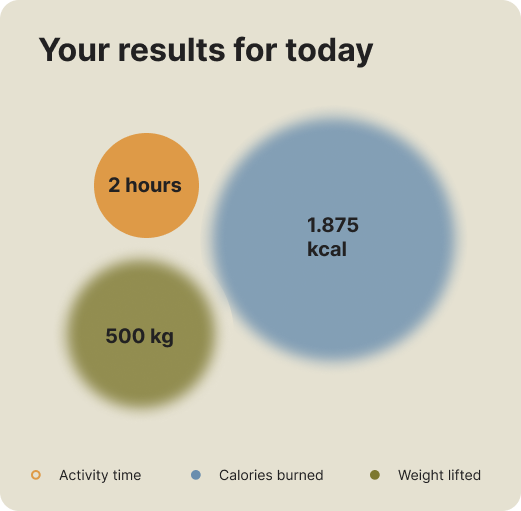 Your results for today
2 hours
1.875
kcal
500 kg
Activity time
Calories burned
Weight lifted